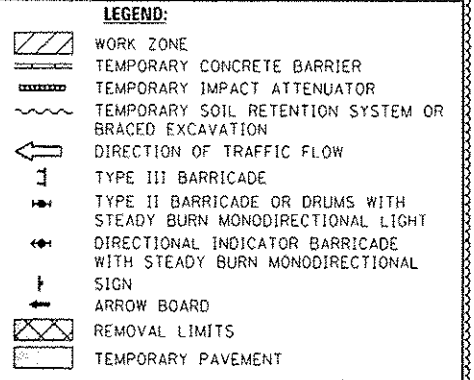 LEGEND:
WORK ZONE
TEMPORARY CONCRETE BARRIER
TEMPORARY IMPACT ATTENUATOR
TEMPORARY SOIL RETENTION SYSTEM OR
BRACED EXCAVATION
DIRECTION OF TRAFFIC FLOW
TYPE III BARRICADE
TYPE II BARRICADE OR DRUMS WITH
STEADY BURN MONODIRECTIONAL LIGHT
DIRECTIONAL INDICATOR BARRICADE
WITH STEADY BURN MONODIRECTIONAL
SIGN
ARROW BOARD
REMOVAL LIMITS
TEMPORARY PAVEMENT